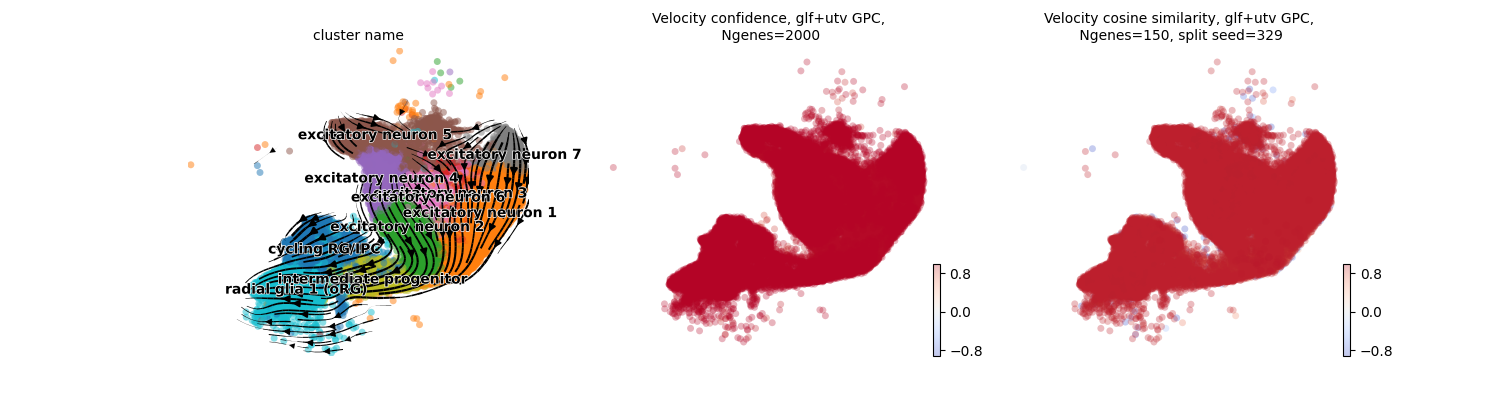 cluster name
excitatory neuron 5
excitatory neuron 7
excitatory neuron 4
excitatory neuron 3
excitatory neuron 6
excitatory neuron 1
excitatory neuron 2
cycling RG/IPC
intermediate progenitor
radial glia 1 (oRG)
Velocity confidence, glf+utv GPC,
Ngenes=2000
0.8
0.0
−0.8
Velocity cosine similarity, glf+utv GPC,
Ngenes=150, split seed=329
0.8
0.0
−0.8